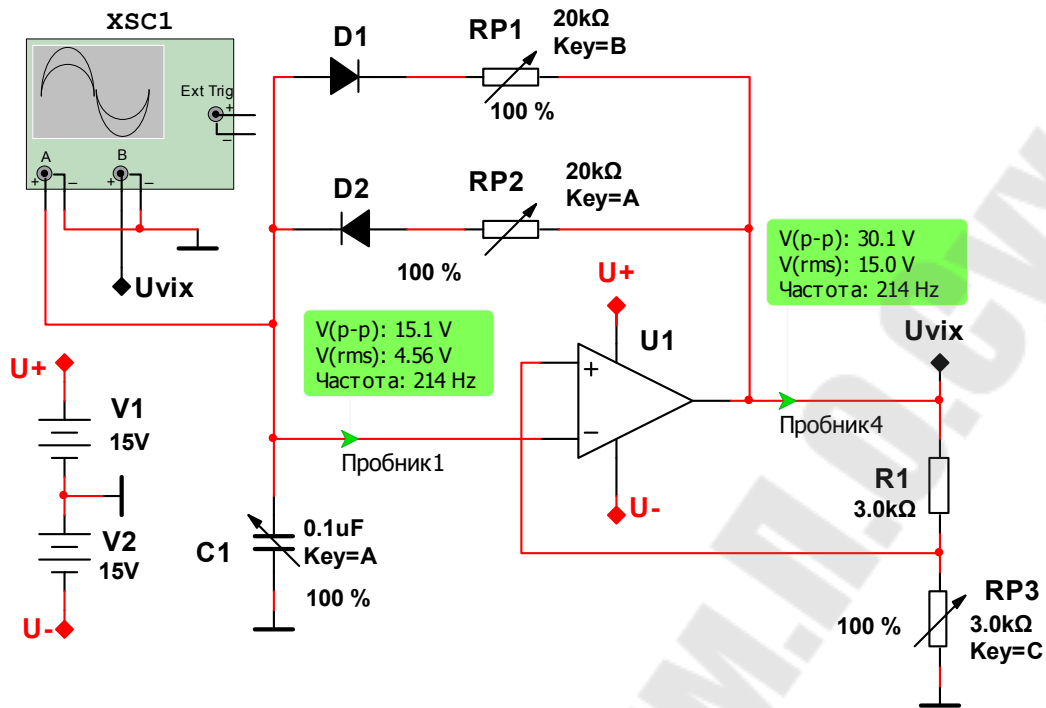 XSC1
Ext Trig
+
−
A
B
+
−
+
−
Uvix
D1
RP1
20kΩ
Key=B
100 %
D2
RP2
20kΩ
Key=A
100 %
V(p-p): 15.1 V
V(rms): 4.56 V
Частота: 214 Hz
Пробник1
U+
U1
+
−
U-
V(p-p): 30.1 V
V(rms): 15.0 V
Частота: 214 Hz
Пробник4
Uvix
U+
V1
15V
V2
15V
U-
C1
0.1uF
Key=A
100 %
R1
3.0kΩ
RP3
3.0kΩ
Key=C
100 %